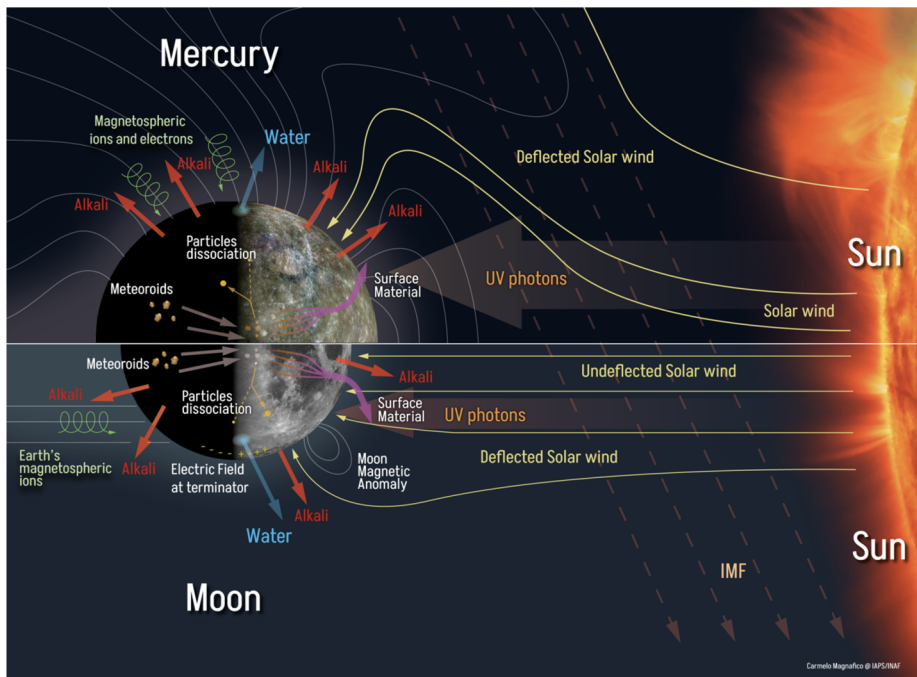 Mercury
Magnetospheric
ions and electrons
Water
Alkali
Alkali
Alkali
Alkali
Deflected Solar wind
Sun
Particles
dissociation
Surface
Material
UV photons
Meteoroids
Solar wind
Meteoroids
Undeflected Solar wind
Alkali
Alkali
Particles
dissociation
Surface
Material
UV photons
Earth's
magnetospheric
ions
Alkali
Electric Field
at terminator
Moon
Magnetic
Anomaly
Deflected Solar wind
Alkali
Water
Sun
IMF
Moon
Carmelo Magnafico @ IAPS/INAF